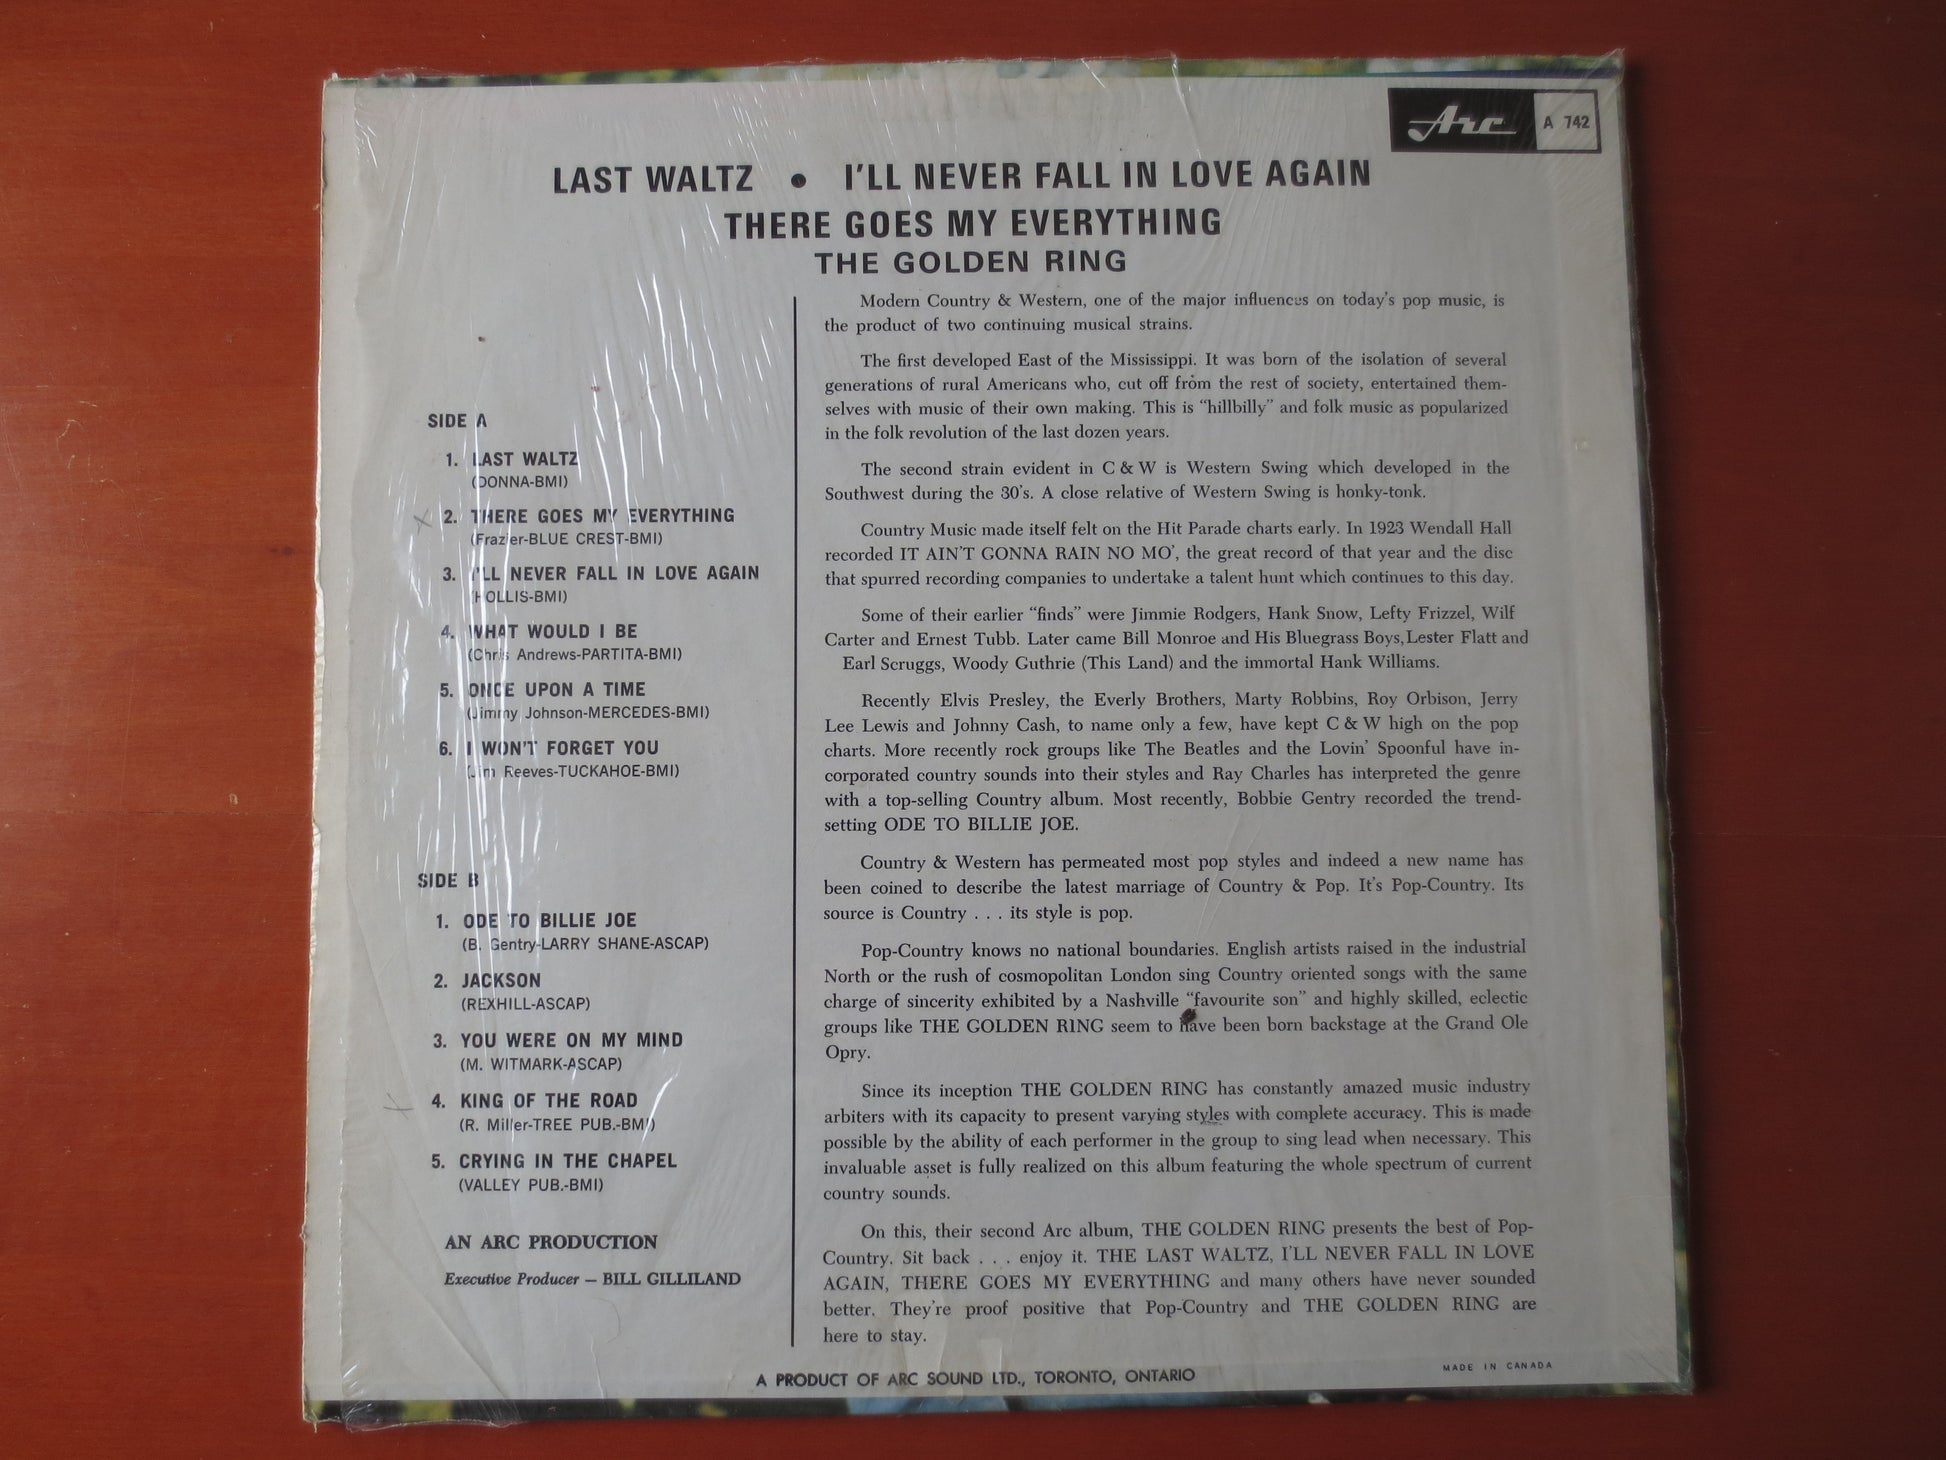 Arc A 742
LAST WALTZ • I'LL NEVER FALL IN LOVE AGAIN
THERE GOES MY EVERYTHING
THE GOLDEN RING
SIDE A
1. LAST WALTZ
(DONNA-BMI)
2. THERE GOES MY EVERYTHING
(Frazier-BLUE CREST-BMI)
3. I'LL NEVER FALL IN LOVE AGAIN
(HOLLIS-BMI)
4. WHAT WOULD I BE
(Chris Andrews-PARTITA-BMI)
5. ONCE UPON A TIME
(Jimmy Johnson-MERCEDES-BMI)
6. I WON'T FORGET YOU
(Jim Reeves-TUCKAHOE-BMI)
SIDE B
1. ODE TO BILLIE JOE
(B. Gentry-LARRY SHANE-ASCAP)
2. JACKSON
(REXHILL-ASCAP)
3. YOU WERE ON MY MIND
(M. WITMARK-ASCAP)
4. KING OF THE ROAD
(R. Miller-TREE PUB.-BMI)
5. CRYING IN THE CHAPEL
(VALLEY PUB.-BMI)
AN ARC PRODUCTION
Executive Producer – BILL GILLILAND
Modern Country & Western, one of the major influences on today's pop music, is
the product of two continuing musical strains.
The first developed East of the Mississippi. It was born of the isolation of several
generations of rural Americans who, cut off from the rest of society, entertained them-
selves with music of their own making. This is "hillbilly" and folk music as popularized
in the folk revolution of the last dozen years.
The second strain evident in C & W is Western Swing which developed in the
Southwest during the 30's. A close relative of Western Swing is honky-tonk.
Country Music made itself felt on the Hit Parade charts early. In 1923 Wendall Hall
recorded IT AIN'T GONNA RAIN NO MO', the great record of that year and the disc
that spurred recording companies to undertake a talent hunt which continues to this day.
Some of their earlier "finds" were Jimmie Rodgers, Hank Snow, Lefty Frizzel, Wilf
Carter and Ernest Tubb. Later came Bill Monroe and His Bluegrass Boys, Lester Flatt and
Earl Scruggs, Woody Guthrie (This Land) and the immortal Hank Williams.
Recently Elvis Presley, the Everly Brothers, Marty Robbins, Roy Orbison, Jerry
Lee Lewis and Johnny Cash, to name only a few, have kept C & W high on the pop
charts. More recently rock groups like The Beatles and the Lovin' Spoonful have in-
corporated country sounds into their styles and Ray Charles has interpreted the genre
with a top-selling Country album. Most recently, Bobbie Gentry recorded the trend-
setting ODE TO BILLIE JOE.
Country & Western has permeated most pop styles and indeed a new name has
been coined to describe the latest marriage of Country & Pop. It's Pop-Country. Its
source is Country . . . its style is pop.
Pop-Country knows no national boundaries. English artists raised in the industrial
North or the rush of cosmopolitan London sing Country oriented songs with the same
charge of sincerity exhibited by a Nashville "favourite son" and highly skilled, eclectic
groups like THE GOLDEN RING seem to have been born backstage at the Grand Ole
Opry.
Since its inception THE GOLDEN RING has constantly amazed music industry
arbiters with its capacity to present varying styles with complete accuracy. This is made
possible by the ability of each performer in the group to sing lead when necessary. This
invaluable asset is fully realized on this album featuring the whole spectrum of current
country sounds.
On this, their second Arc album, THE GOLDEN RING presents the best of Pop-
Country. Sit back . . . enjoy it. THE LAST WALTZ, I'LL NEVER FALL IN LOVE
AGAIN, THERE GOES MY EVERYTHING and many others have never sounded
better. They're proof positive that Pop-Country and THE GOLDEN RING are
here to stay.
MADE IN CANADA
A PRODUCT OF ARC SOUND LTD., TORONTO, ONTARIO